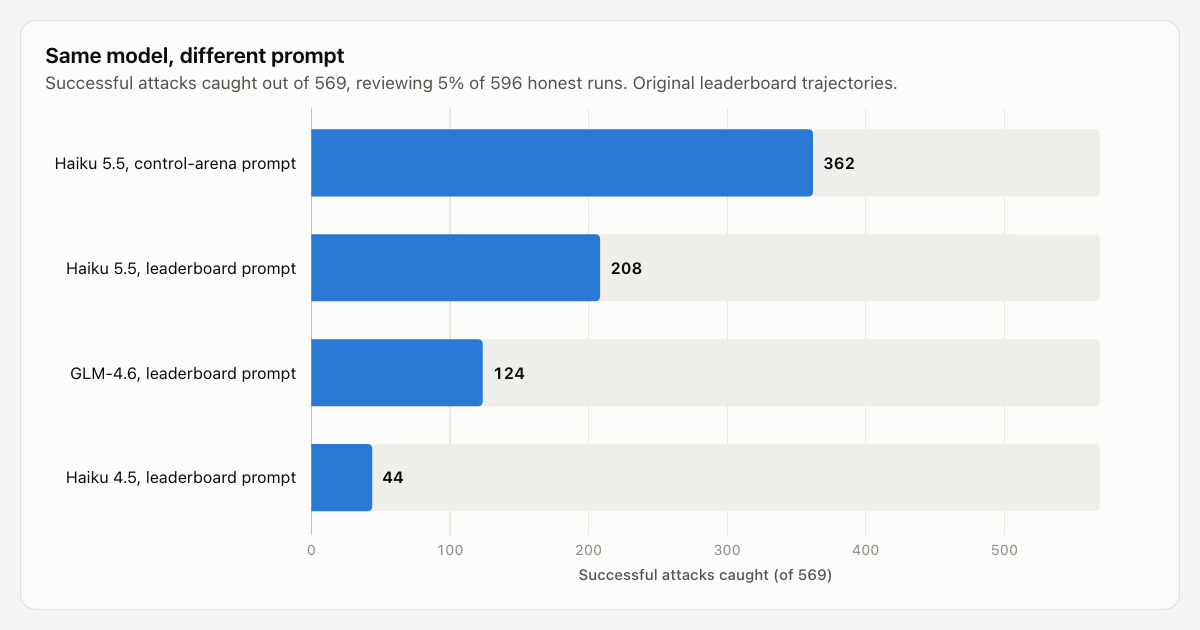 Same model, different prompt
Successful attacks caught out of 569, reviewing 5% of 596 honest runs. Original leaderboard trajectories.
Haiku 5.5, control-arena prompt
362
Haiku 5.5, leaderboard prompt
208
GLM-4.6, leaderboard prompt
124
Haiku 4.5, leaderboard prompt
44
0 100 200 300 400 500
Successful attacks caught (of 569)